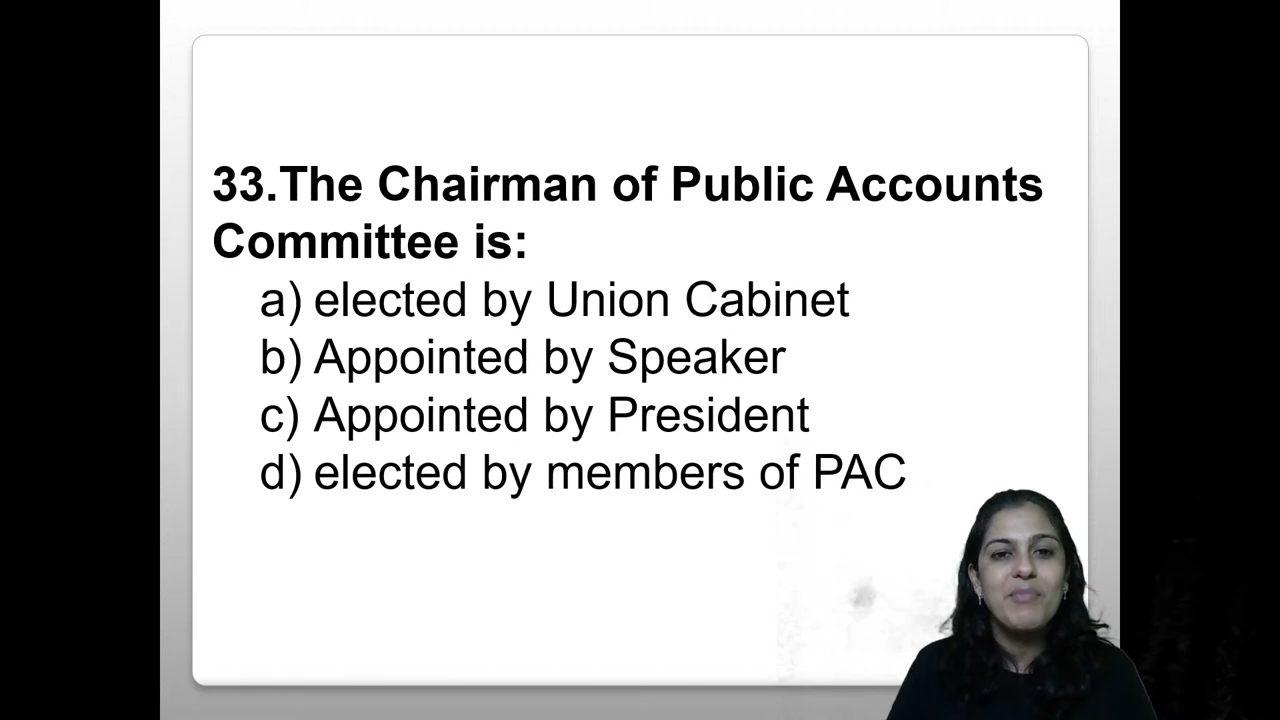 33.The Chairman of Public Accounts
Committee is:
a) elected by Union Cabinet
b) Appointed by Speaker
c) Appointed by President
d) elected by members of PAC